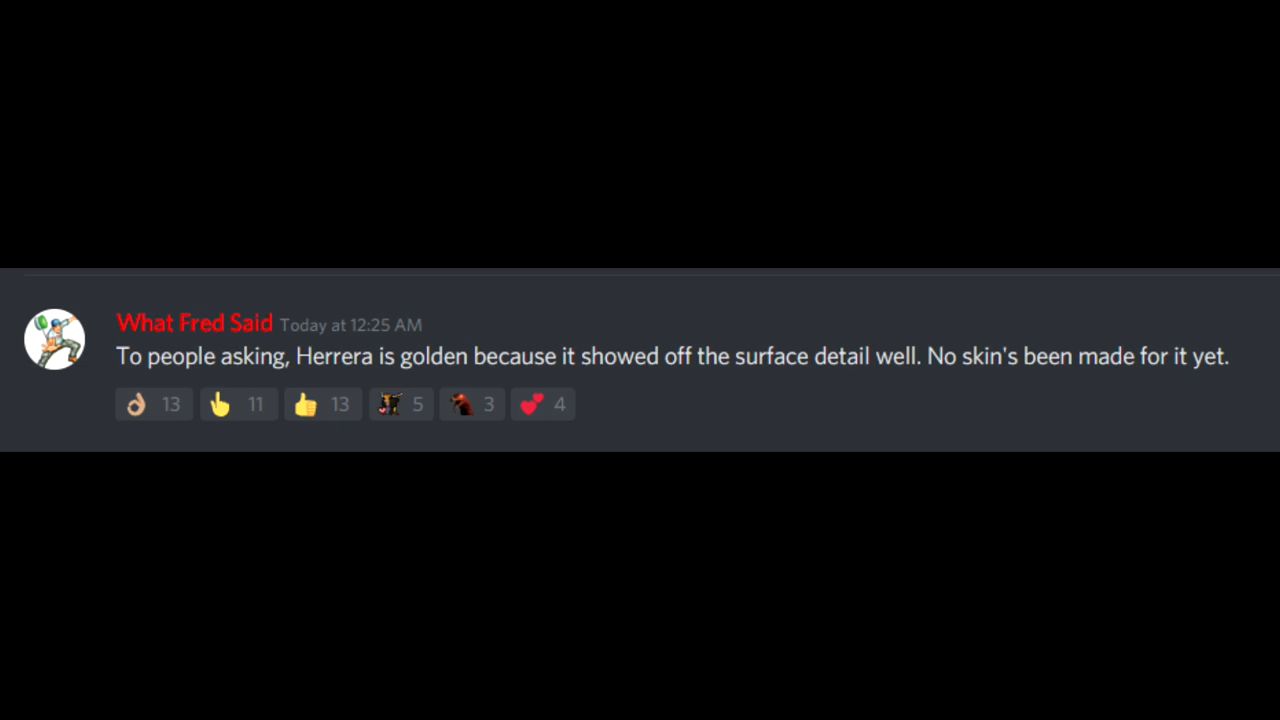 What Fred Said Today at 12:25 AM
To people asking, Herrera is golden because it showed off the surface detail well. No skin's been made for it yet.
13 11 13 5 3 4